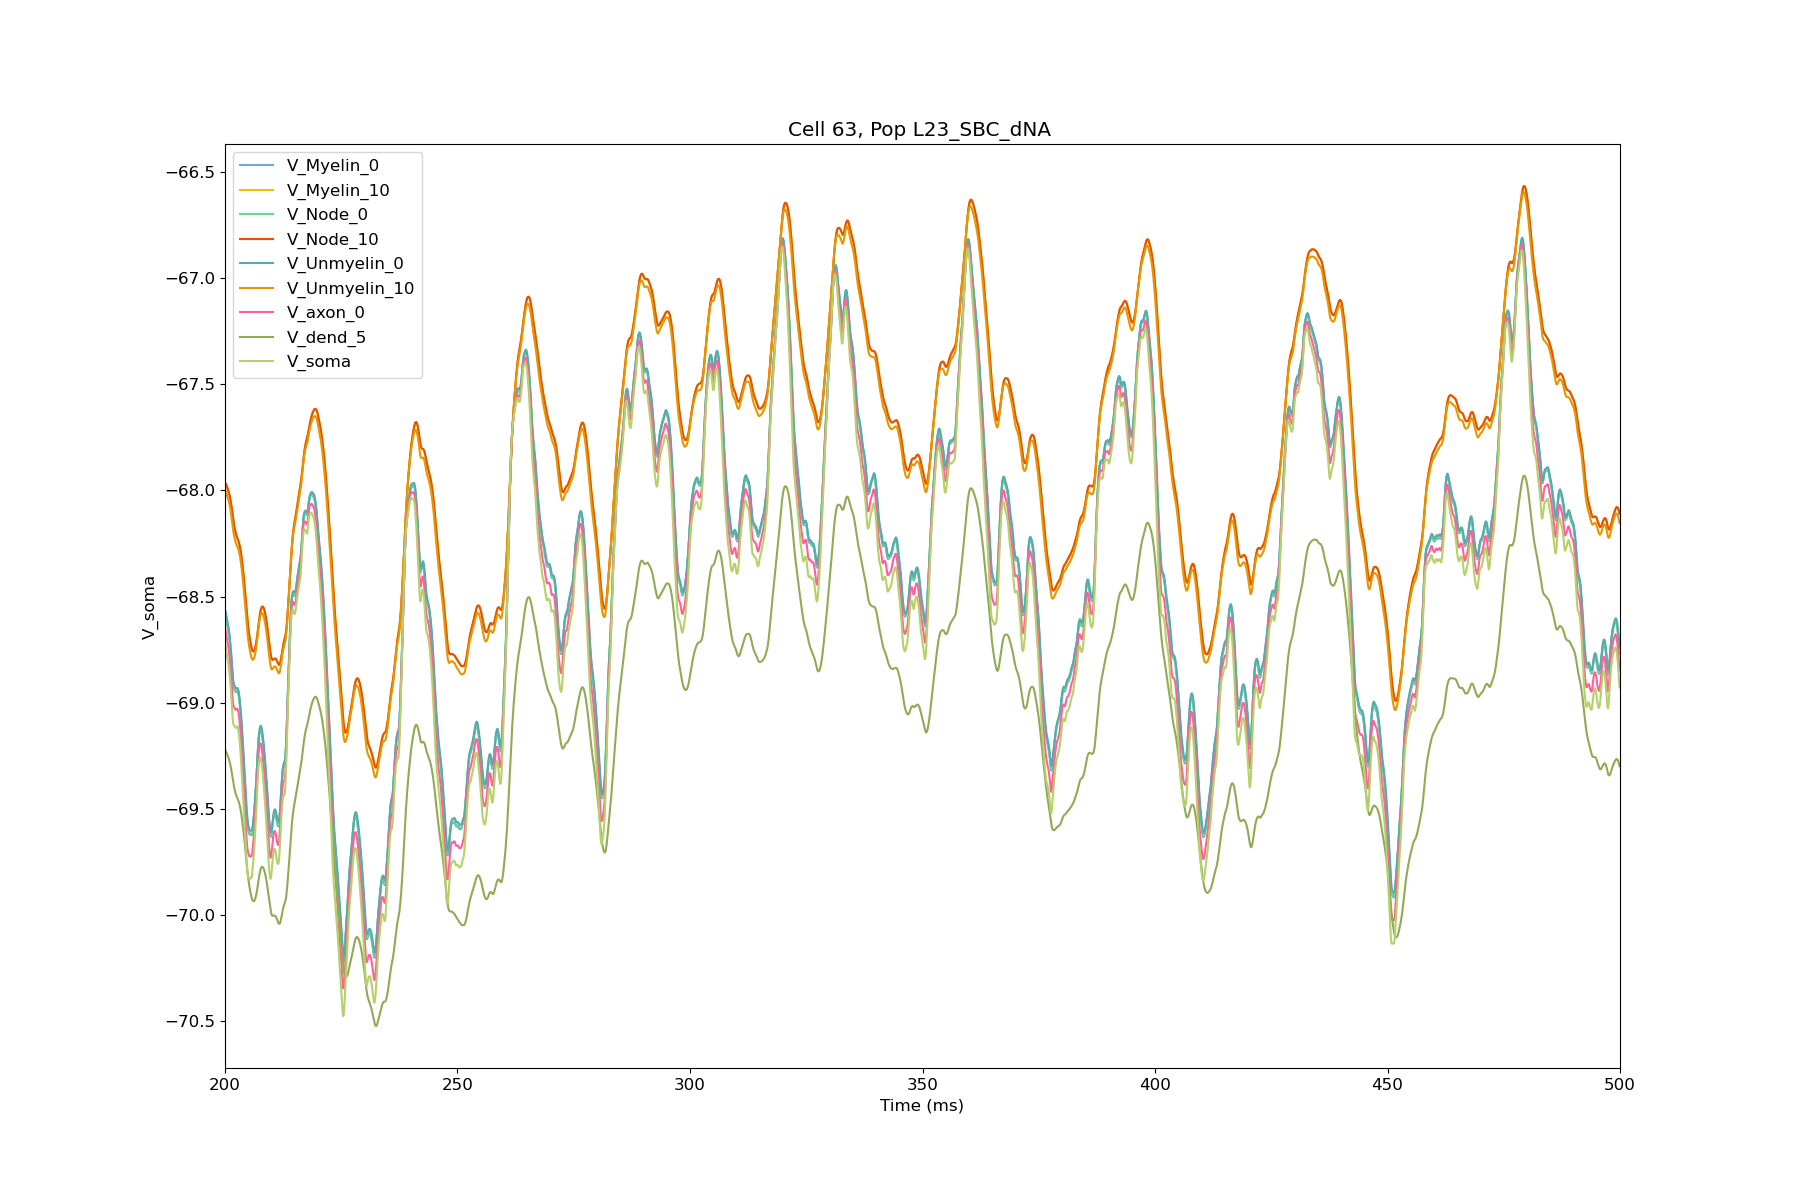 Cell 63, Pop L23_SBC_dNA
V_Myelin_0
V_Myelin_10
V_Node_0
V_Node_10
V_Unmyelin_0
V_Unmyelin_10
V_axon_0
V_dend_5
V_soma
−66.5
−67.0
−67.5
−68.0
−68.5
−69.0
−69.5
−70.0
−70.5
V_soma
200 250 300 350 400 450 500
Time (ms)